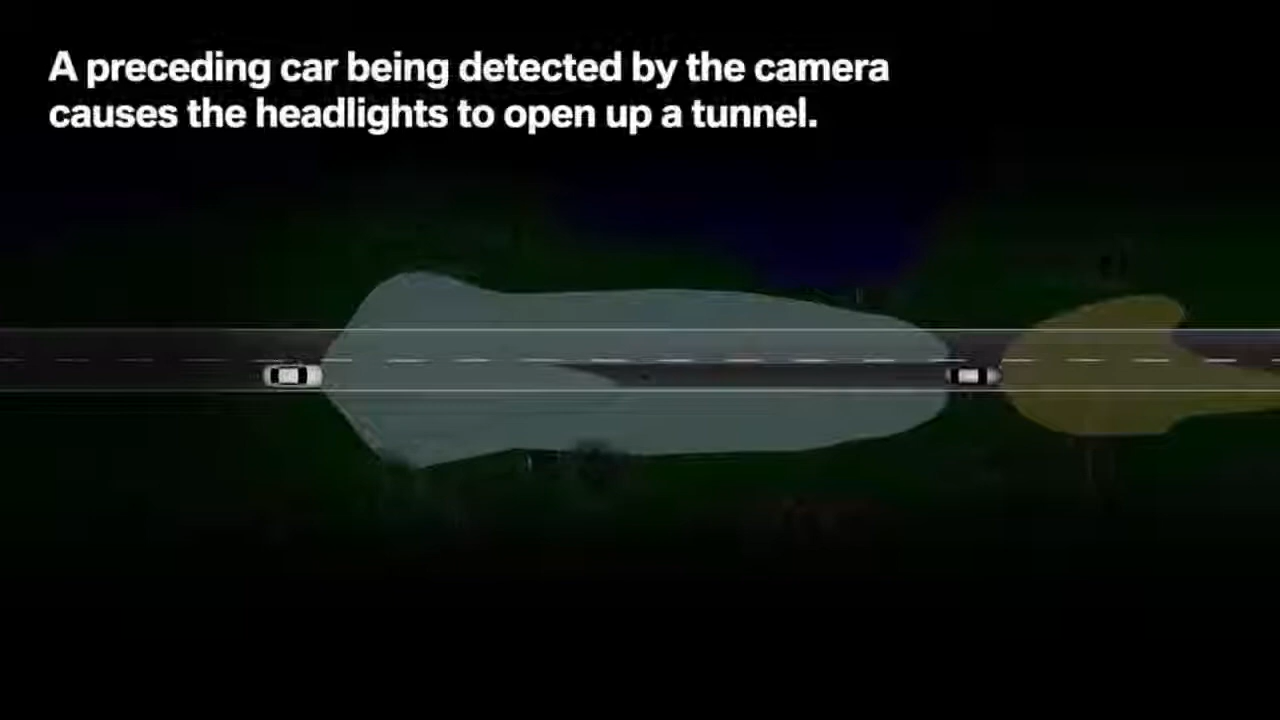 A preceding car being detected by the camera
causes the headlights to open up a tunnel.